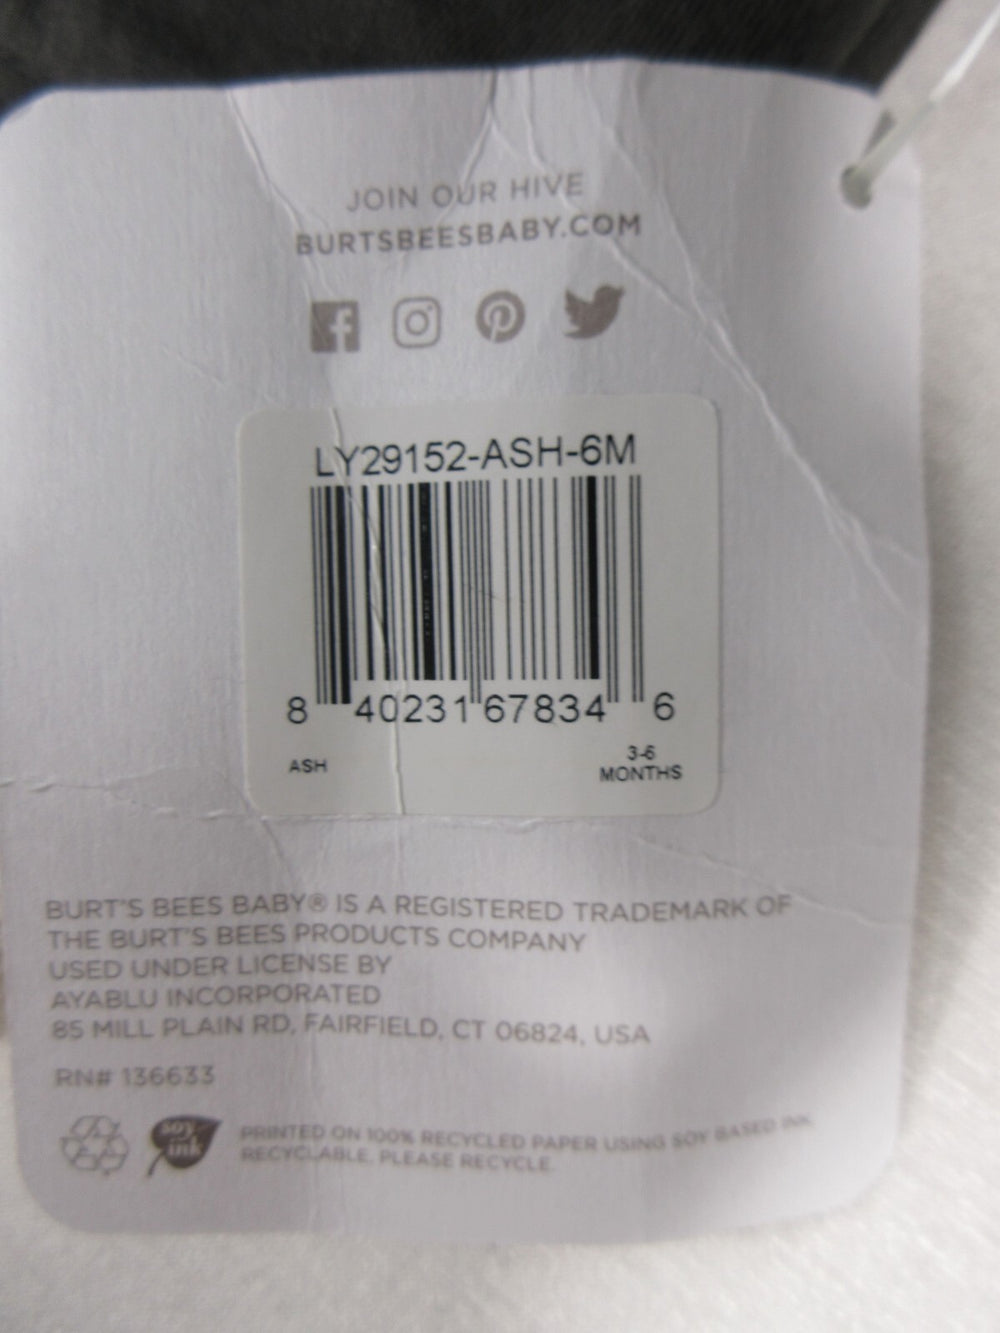 JOIN OUR HIVE
BURTSBEESBABY.COM
LY29152-ASH-6M
8 40231 67834 6
ASH
3-6
MONTHS
BURT'S BEES BABY® IS A REGISTERED TRADEMARK OF
THE BURT'S BEES PRODUCTS COMPANY
USED UNDER LICENSE BY
AYABLU INCORPORATED
85 MILL PLAIN RD, FAIRFIELD, CT 06824, USA
RN# 136633
soy
ink
PRINTED ON 100% RECYCLED PAPER USING SOY BASED INK
RECYCLABLE. PLEASE RECYCLE.